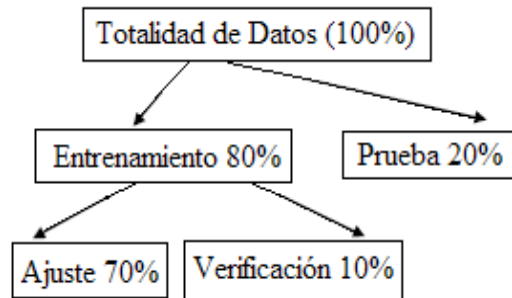 Totalidad de Datos (100%)
Entrenamiento 80%
Prueba 20%
Ajuste 70%
Verificación 10%